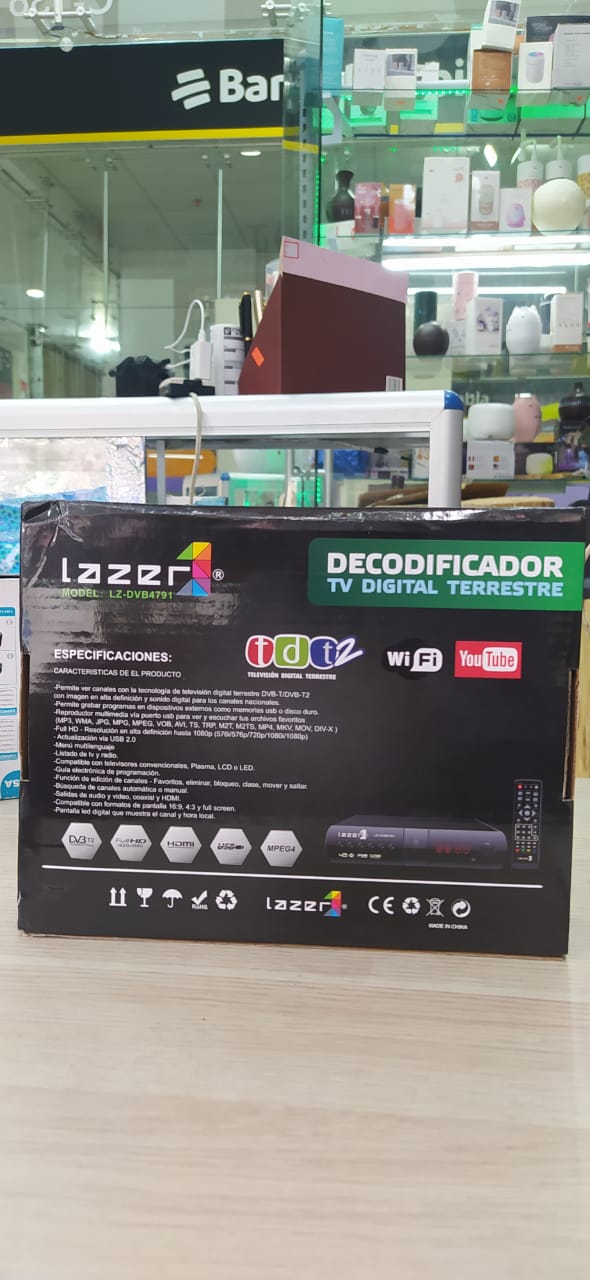 Ban
lazer®
MODEL: LZ-DVB4791
DECODIFICADOR
TV DIGITAL TERRESTRE
tdt2
TELEVISIÓN DIGITAL TERRESTRE
WiFi
YouTube
ESPECIFICACIONES:
CARACTERISTICAS DE EL PRODUCTO
-Permite ver canales con la tecnología de televisión digital terrestre DVB-T/DVB-T2
con imagen en alta definición y sonido digital para los canales nacionales.
-Permite grabar programas en dispositivos externos como memorias usb o disco duro.
-Reproductor multimedia vía puerto usb para ver y escuchar tus archivos favoritos
(MP3, WMA, JPG, MPG, MPEG, VOB, AVI, TS, TRP, M2T, M2TS, MP4, MKV, MOV, DIV-X )
-Full HD - Resolución en alta definición hasta 1080p (576i/576p/720p/1080i/1080p)
- Actualización vía USB 2.0
-Menú multilenguaje
-Listado de tv y radio.
-Compatible con televisores convencionales, Plasma, LCD o LED.
-Guía electrónica de programación.
-Función de edición de canales - Favoritos, eliminar, bloqueo, clase, mover y saltar.
-Búsqueda de canales automática o manual.
-Salidas de audio y video, coaxial y HDMI.
-Compatible con formatos de pantalla 16:9, 4:3 y full screen.
-Pantalla led digital que muestra el canal y hora local.
DVB T2
Full HD
HDMI
USB
MPEG4
lazer
RoHS
lazer
CE
MADE IN CHINA